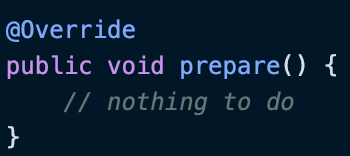 @Override
public void prepare() {
    // nothing to do
}